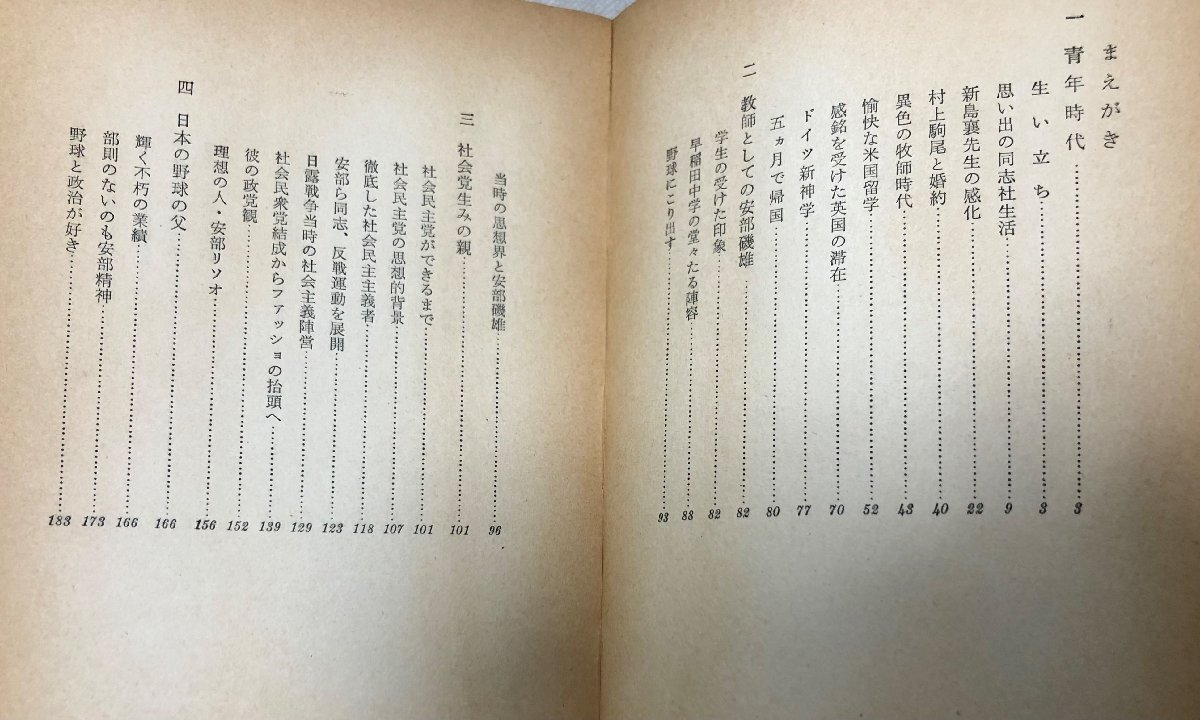 まえがき
一 青年時代……………3
生い立ち……………3
思い出の同志社生活……………9
新島襄先生の感化……………22
村上駒尾と婚約……………40
異色の牧師時代……………43
愉快な米国留学……………52
感銘を受けた英国の滞在……………70
ドイツ新神学……………77
五ヵ月で帰国……………80
二 教師としての安部磯雄……………82
学生の受けた印象……………82
早稲田中学の堂々たる陣容……………88
野球にこり出す……………93
当時の思想界と安部磯雄……………96
三 社会党生みの親……………101
社会民主党ができるまで……………101
社会民主党の思想的背景……………107
徹底した社会民主主義者……………118
安部ら同志、反戦運動を展開……………123
日露戦争当時の社会主義陣営……………129
社会民衆党結成からファッショの抬頭へ……………139
彼の政党観……………152
理想の人・安部リソオ……………156
四 日本の野球の父……………166
輝く不朽の業績……………166
部則のないのも安部精神……………173
野球と政治が好き……………183